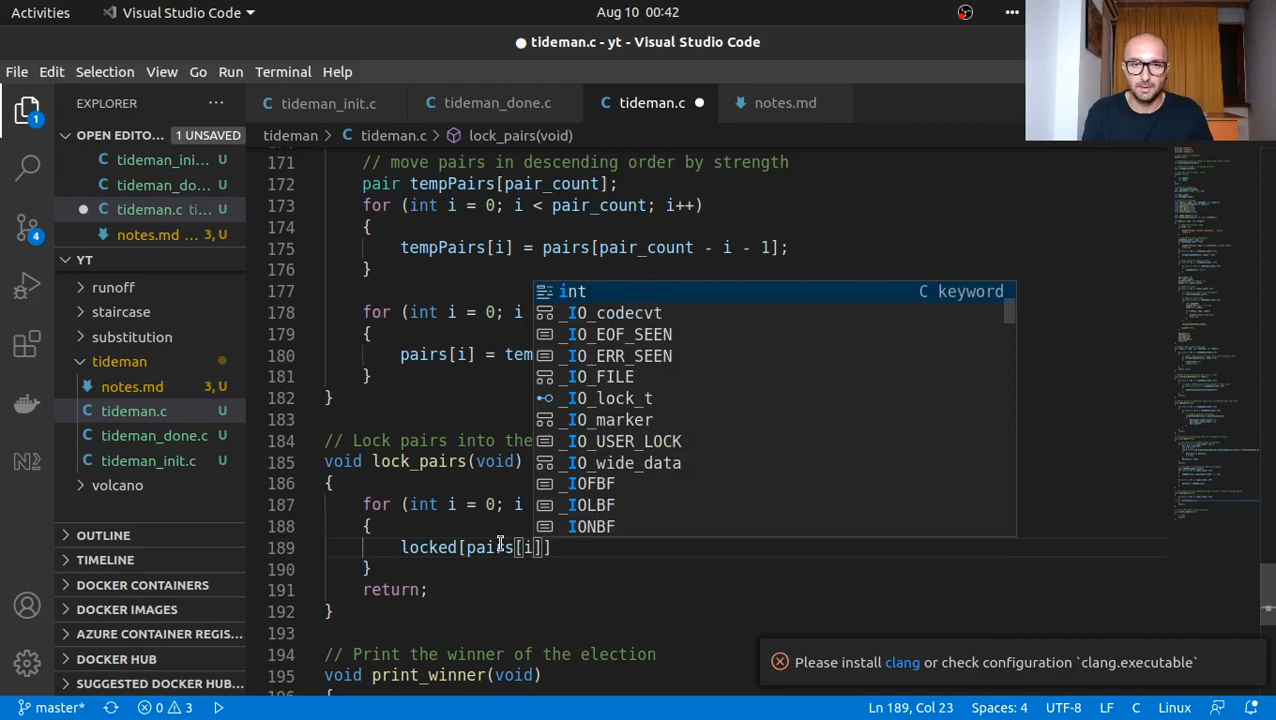 Activities
Visual Studio Code
Aug 10 00:42
tideman.c - yt - Visual Studio Code
File Edit Selection View Go Run Terminal Help
EXPLORER
tideman_init.c
tideman_done.c
tideman.c
notes.md
tideman > tideman.c > lock_pairs(void)
OPEN EDITO... 1 UNSAVED
tideman_ini... U
tideman_do... U
tideman.c ti... U
notes.md ... 3, U
YT
runoff
staircase
substitution
tideman
notes.md 3, U
tideman.c U
tideman_done.c U
tideman_init.c U
volcano
OUTLINE
TIMELINE
DOCKER CONTAINERS
DOCKER IMAGES
AZURE CONTAINER REGIS...
DOCKER HUB
SUGGESTED DOCKER HUB...
171 // move pairs in descending order by strength
172 pair tempPairs[pair_count];
173 for (int i = 0; i < pair_count; i++)
174 {
175 tempPairs[i] = pairs[pair_count - i - 1];
176 }
177
178 for (int i = 0; i
179 {
180 pairs[i] = tem
181 }
182 }
183
184 // Lock pairs into the
185 void lock_pairs(void)
186 {
187 for (int i = 0; i
188 {
189 locked[pairs[i]]
190 }
191 return;
192 }
193
194 // Print the winner of the election
195 void print_winner(void)
196 {
int C keyword
_IO_codecvt
_IO_EOF_SEEN
_IO_ERR_SEEN
_IO_FILE
_IO_lock_t
_IO_marker
_IO_USER_LOCK
_IO_wide_data
_IOFBF
_IOLBF
_IONBF
Please install clang or check configuration `clang.executable`
1
4
master* 0 3
Ln 189, Col 23 Spaces: 4 UTF-8 LF C Linux